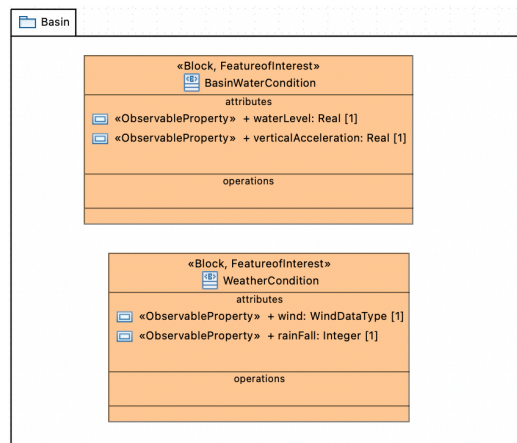 Basin
«Block, FeatureofInterest»
«B» BasinWaterCondition
attributes
«ObservableProperty» + waterLevel: Real [1]
«ObservableProperty» + verticalAcceleration: Real [1]
operations
«Block, FeatureofInterest»
«B» WeatherCondition
attributes
«ObservableProperty» + wind: WindDataType [1]
«ObservableProperty» + rainFall: Integer [1]
operations